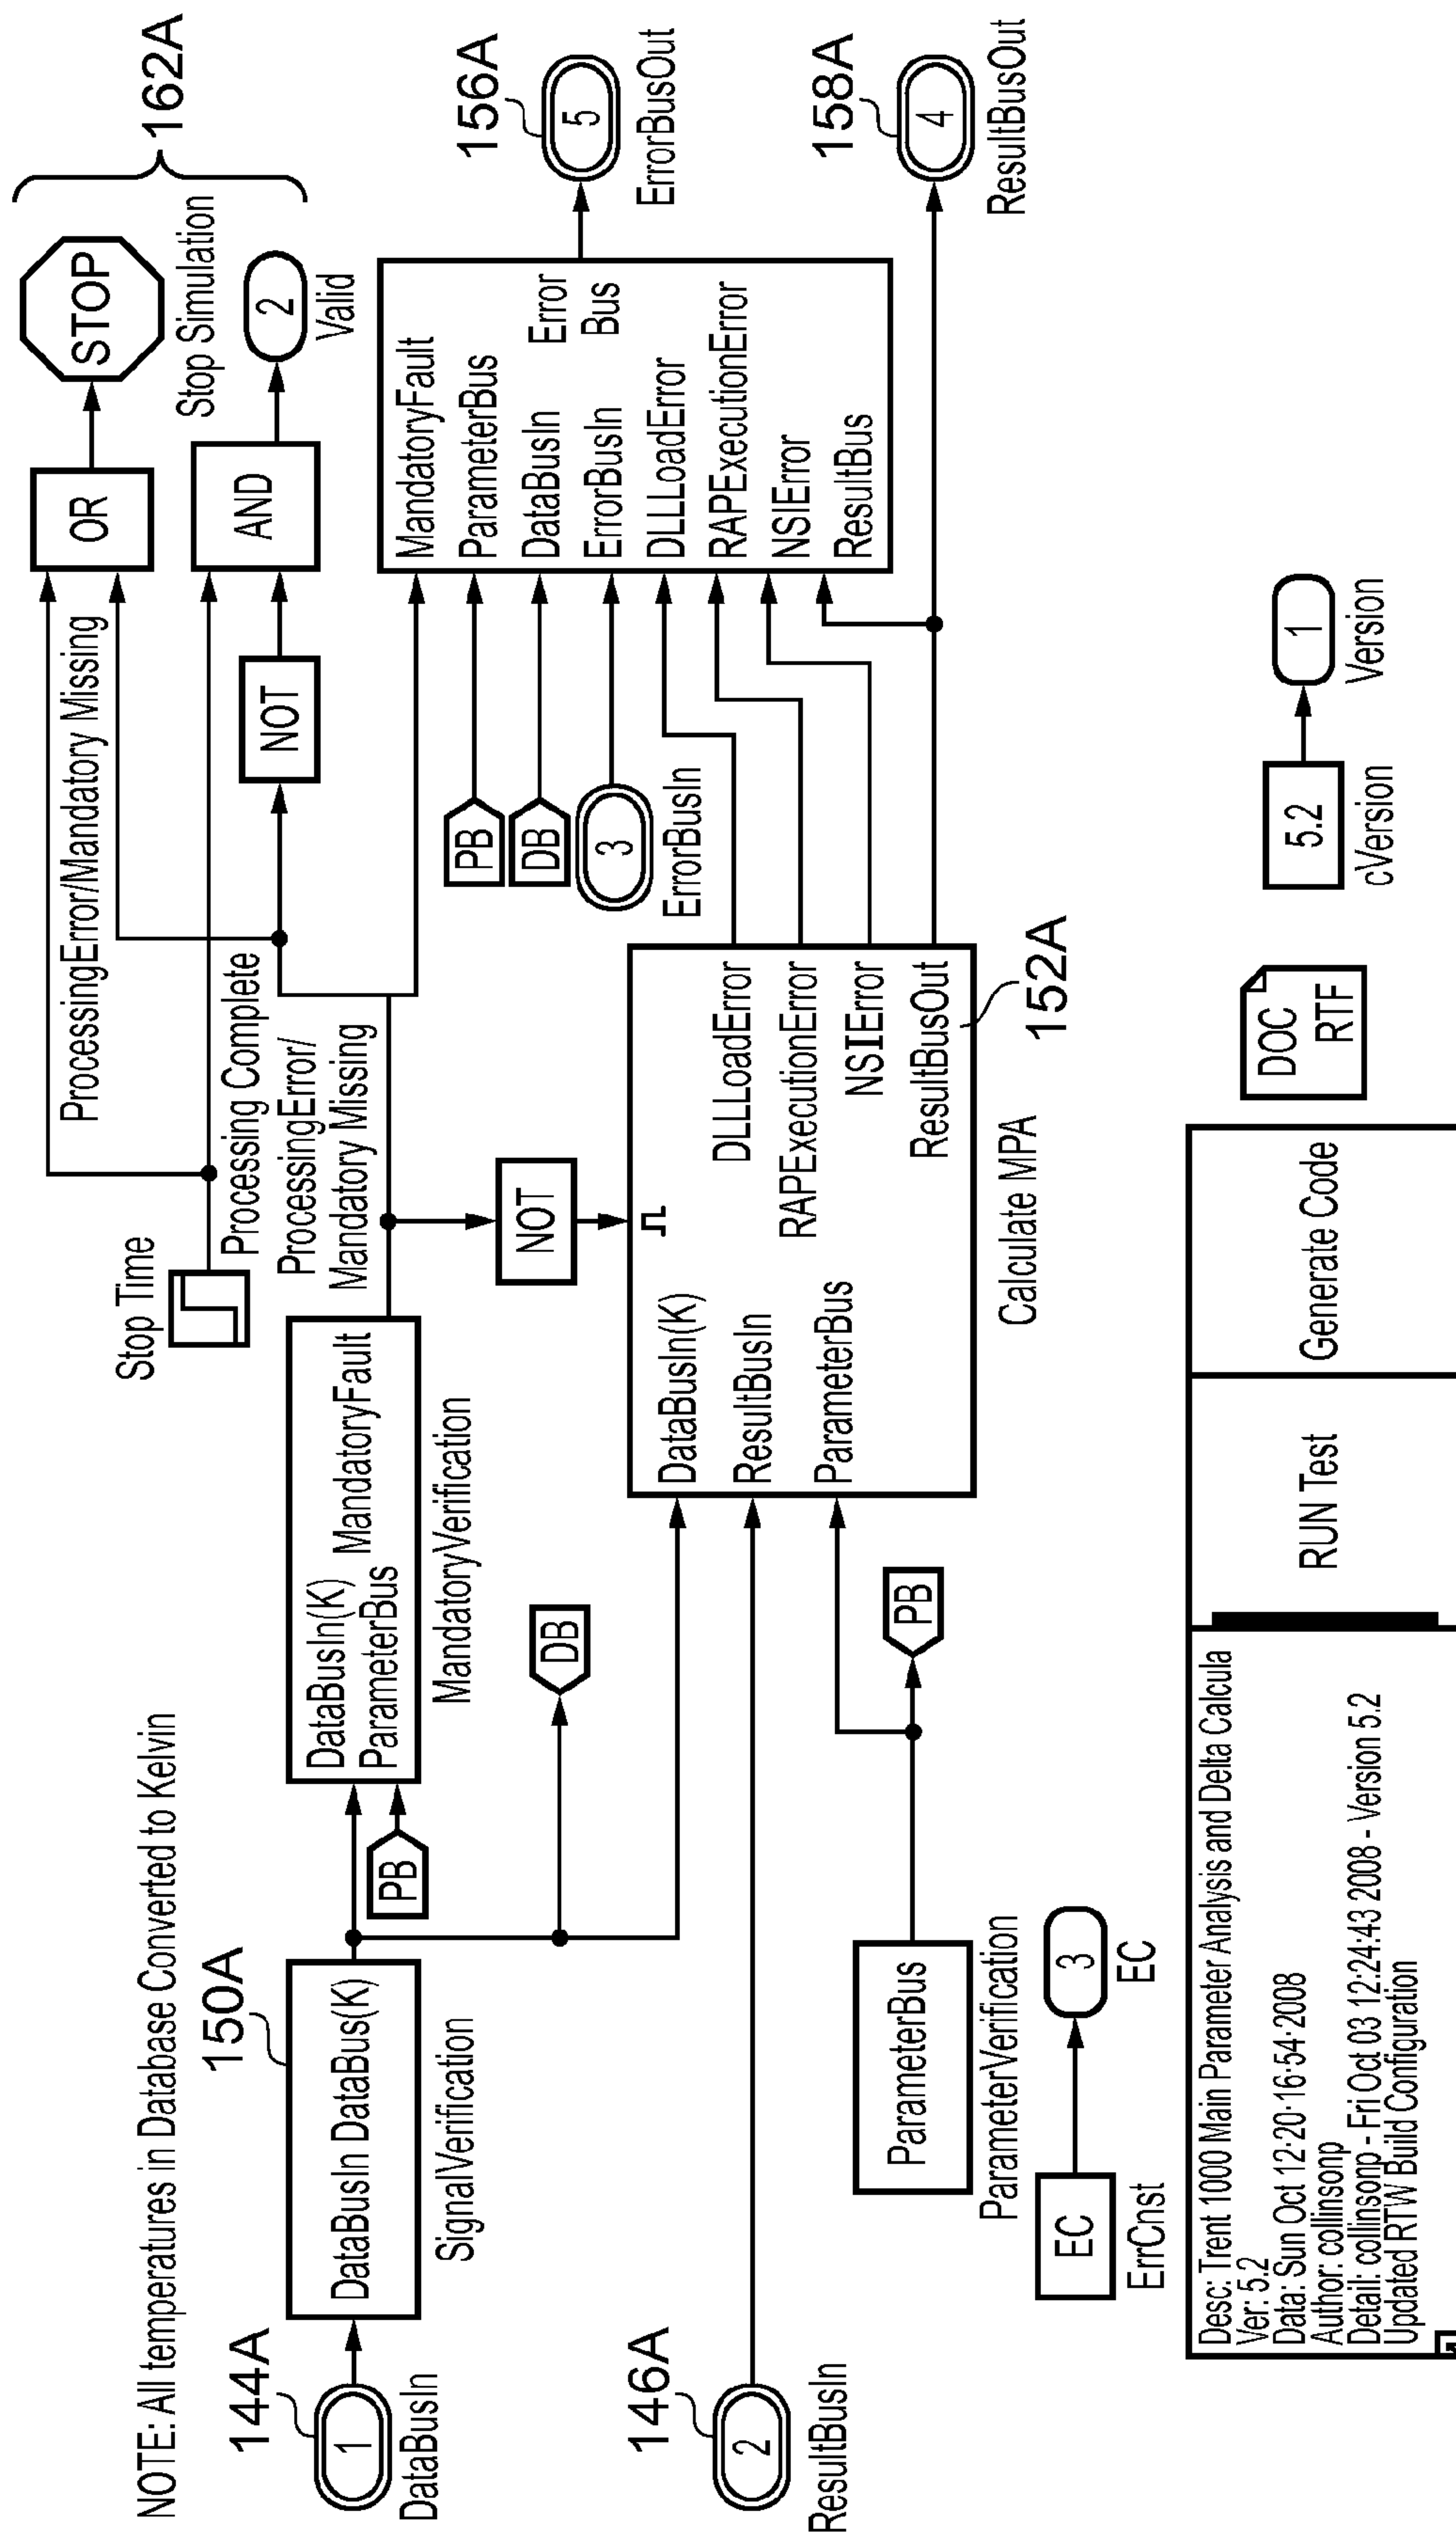 NOTE: All temperatures in Database Converted to Kelvin
144A
1
DataBusIn
150A
DataBusIn DataBus(K)
SignalVerification
PB
DataBusIn(K)
ParameterBus
MandatoryFault
MandatoryVerification
DB
Stop Time
Processing Complete
ProcessingError/
Mandatory Missing
ProcessingError/Mandatory Missing
NOT
OR
AND
STOP
Stop Simulation
2
Valid
162A
NOT
146A
2
ResultBusIn
DataBusIn(K)
ResultBusIn
ParameterBus
DLLLoadError
RAPExecutionError
NSIError
ResultBusOut
Calculate MPA
152A
ParameterBus
ParameterVerification
PB
PB
DB
3
ErrorBusIn
MandatoryFault
ParameterBus
DataBusIn
ErrorBusIn
DLLLoadError
RAPExecutionError
NSIError
ResultBus
Error
Bus
156A
5
ErrorBusOut
158A
4
ResultBusOut
EC
ErrCnst
3
EC
Desc: Trent 1000 Main Parameter Analysis and Delta Calcula
Ver: 5.2
Data: Sun Oct 12·20·16·54·2008
Author: collinsonp
Detail: collinsonp - Fri Oct 03 12:24:43 2008 - Version 5.2
Updated RTW Build Configuration
RUN Test
Generate Code
DOC
RTF
5.2
cVersion
1
Version